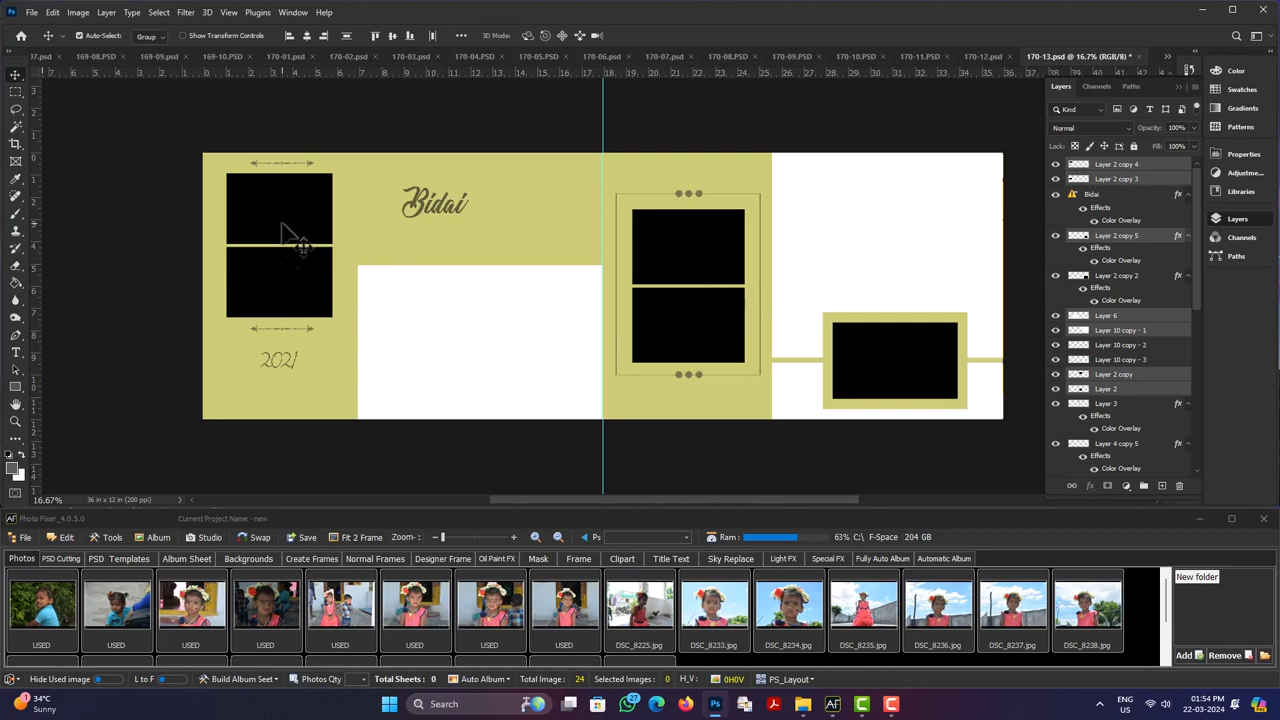 File Edit Image Layer Type Select Filter 3D View Plugins Window Help
Auto-Select: Group Show Transform Controls 3D Mode:
07.psd 169-08.PSD 169-09.psd 169-10.PSD 170-01.psd 170-02.psd 170-03.psd 170-04.PSD 170-05.PSD 170-06.psd 170-07.psd 170-08.PSD 170-09.PSD 170-10.PSD 170-11.PSD 170-12.psd 170-13.psd @ 16.7% (RGB/8) *
Layers Channels Paths
Kind
Normal Opacity: 100%
Lock: Fill: 100%
Layer 2 copy 4
Layer 2 copy 3
Bidai
Effects
Color Overlay
Layer 2 copy 5 fx
Effects
Color Overlay
Layer 2 copy 2 fx
Effects
Color Overlay
Layer 6
Layer 10 copy - 1
Layer 10 copy - 2
Layer 10 copy - 3
Layer 2 copy
Layer 2
Layer 3 fx
Effects
Color Overlay
Layer 4 copy 5 fx
Effects
Color Overlay
Color
Swatches
Gradients
Patterns
Properties
Adjustme...
Libraries
Layers
Channels
Paths
Bidai
2021
16.67% 36 in x 12 in (200 ppi)
AF Photo Fixer_4.0.5.0 Current Project Name - new
File Edit Tools Album Studio Swap Save Fit 2 Frame Zoom:- Ps Ram : 63% C:\ F-Space 204 GB
Photos PSD Cutting PSD Templates Album Sheet Backgrounds Create Frames Normal Frames Designer Frame Oil Paint FX Mask Frame Clipart Title Text Sky Replace Light FX Special FX Fully Auto Album Automatic Album
New folder
USED USED USED USED USED USED USED USED DSC_8225.jpg DSC_8233.jpg DSC_8234.jpg DSC_8235.jpg DSC_8236.jpg DSC_8237.jpg DSC_8238.jpg
Add Remove
Hide Used image L to F Build Album Set Photos Qty Total Sheets: 0 Auto Album Total Image: 24 Selected Images: 0 H_V: 0H0V PS_Layout
34°C
Sunny
Search
27
ENG
US
01:54 PM
22-03-2024